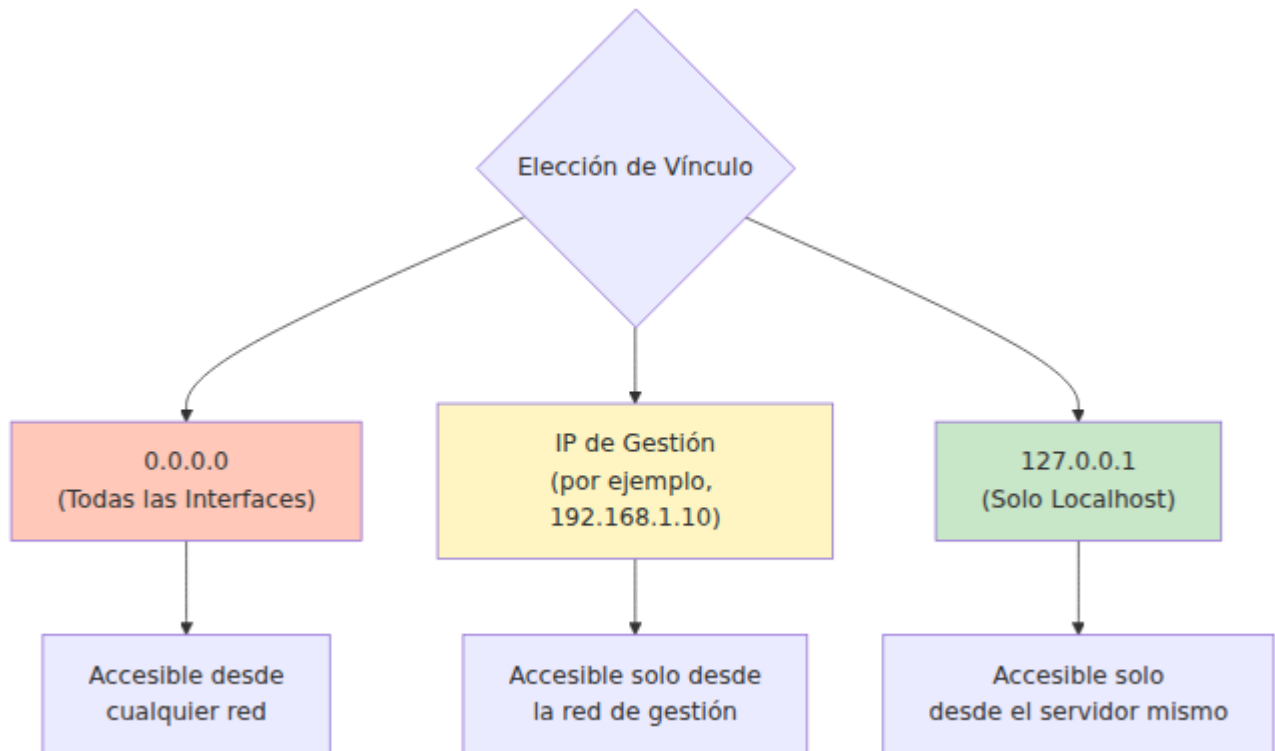 Elección de Vínculo
0.0.0.0
(Todas las Interfaces)
IP de Gestión
(por ejemplo,
192.168.1.10)
127.0.0.1
(Solo Localhost)
Accesible desde
cualquier red
Accesible solo desde
la red de gestión
Accesible solo
desde el servidor mismo